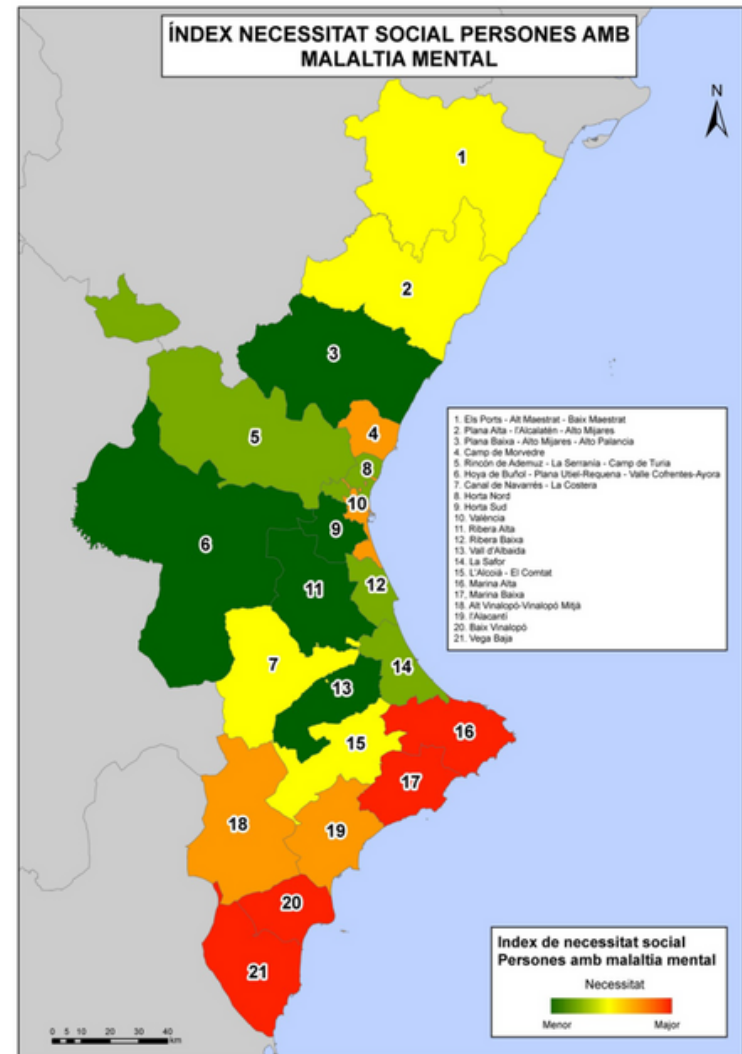 ÍNDEX NECESSITAT SOCIAL PERSONES AMB
MALALTIA MENTAL
N
1
2
3
4
5
8
10
9
6
11
12
7
13
14
15
16
17
18
19
20
21
1. Els Ports - Alt Maestrat - Baix Maestrat
2. Plana Alta - l'Alcalatén - Alto Mijares
3. Plana Baixa - Alto Mijares - Alto Palancia
4. Camp de Morvedre
5. Rincón de Ademuz - La Serranía - Camp de Turia
6. Hoya de Buñol - Plana Utiel-Requena - Valle Cofrentes-Ayora
7. Canal de Navarrés - La Costera
8. Horta Nord
9. Horta Sud
10. València
11. Ribera Alta
12. Ribera Baixa
13. Vall d'Albaida
14. La Safor
15. L'Alcoià - El Comtat
16. Marina Alta
17, Marina Baixa
18. Alt Vinalopó-Vinalopó Mitjà
19. l'Alacantí
20. Baix Vinalopó
21. Vega Baja
Index de necessitat social
Persones amb malaltia mental
Necessitat
Menor Major
0 5 10 20 30 40
km